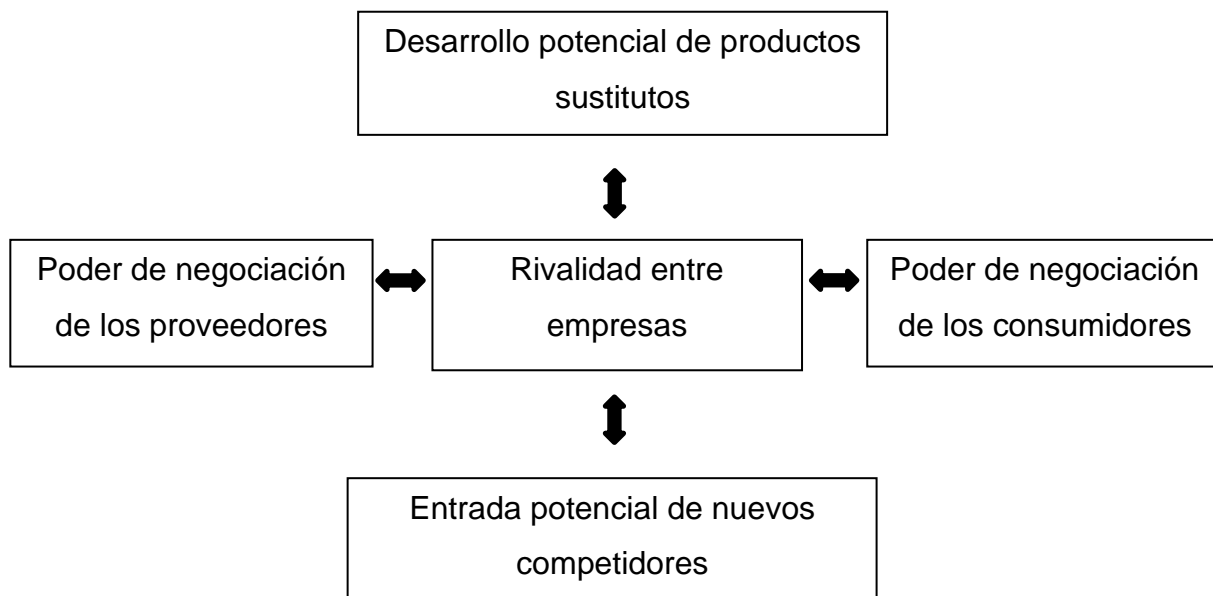 Desarrollo potencial de productos
sustitutos
Poder de negociación
de los proveedores
Rivalidad entre
empresas
Poder de negociación
de los consumidores
Entrada potencial de nuevos
competidores